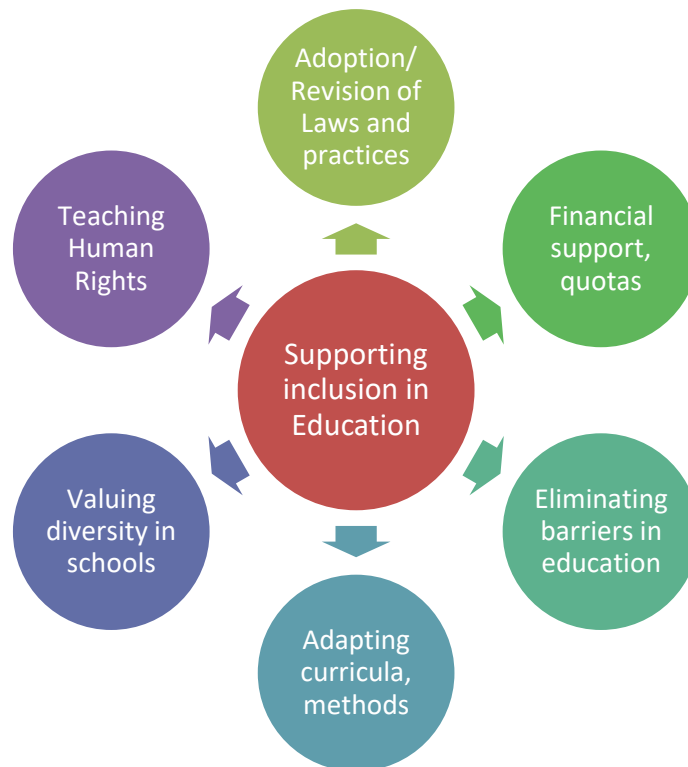 Adoption/
Revision of
Laws and
practices
Teaching
Human
Rights
Financial
support,
quotas
Supporting
inclusion in
Education
Valuing
diversity in
schools
Eliminating
barriers in
education
Adapting
curricula,
methods